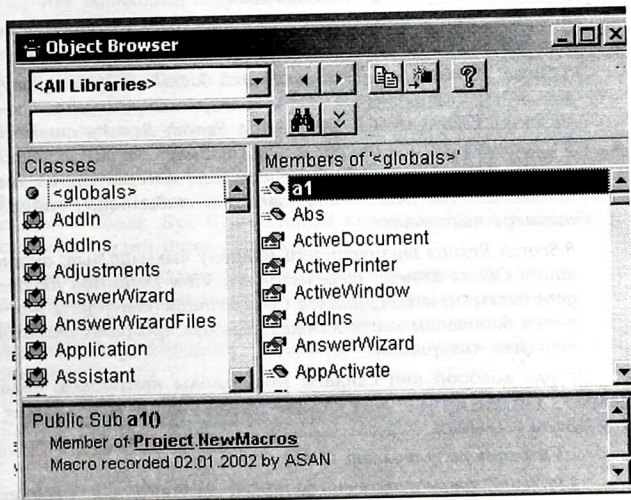 Object Browser
<All Libraries>
Classes
Members of '<globals>'
<globals>
AddIn
AddIns
Adjustments
AnswerWizard
AnswerWizardFiles
Application
Assistant
a1
Abs
ActiveDocument
ActivePrinter
ActiveWindow
AddIns
AnswerWizard
AppActivate
Public Sub a1()
Member of Project.NewMacros
Macro recorded 02.01.2002 by ASAN